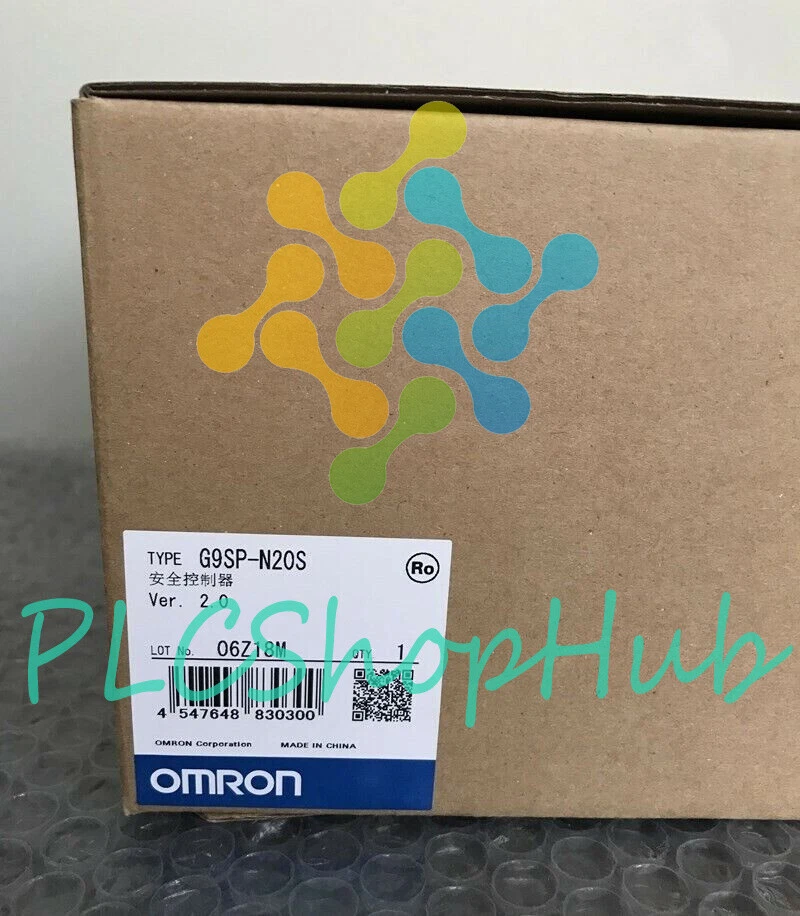 TYPE G9SP-N20S
Ro
安全控制器
Ver. 2.0
PLCShopHub
LOT No. 06Z18M QTY. 1
4 547648 830300
OMRON Corporation MADE IN CHINA
OMRON